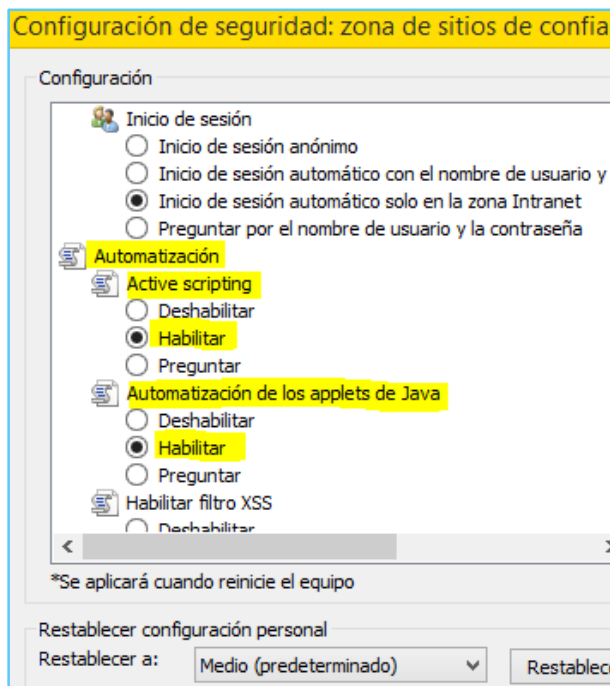 Configuración de seguridad: zona de sitios de
Configuración
Inicio de sesión
Inicio de sesión anónimo
Inicio de sesión automático con el nombre de usuario y
Inicio de sesión automático solo en la zona Intranet
Preguntar por el nombre de usuario y la contraseña
Automatización
Active scripting
Deshabilitar
Habilitar
Preguntar
Automatización de los applets de Java
Deshabilitar
Habilitar
Preguntar
Habilitar filtro XSS
Deshabilitar
*Se aplicará cuando reinicie el equipo
Restablecer configuración personal
Restablecer a:
Medio (predeterminado)